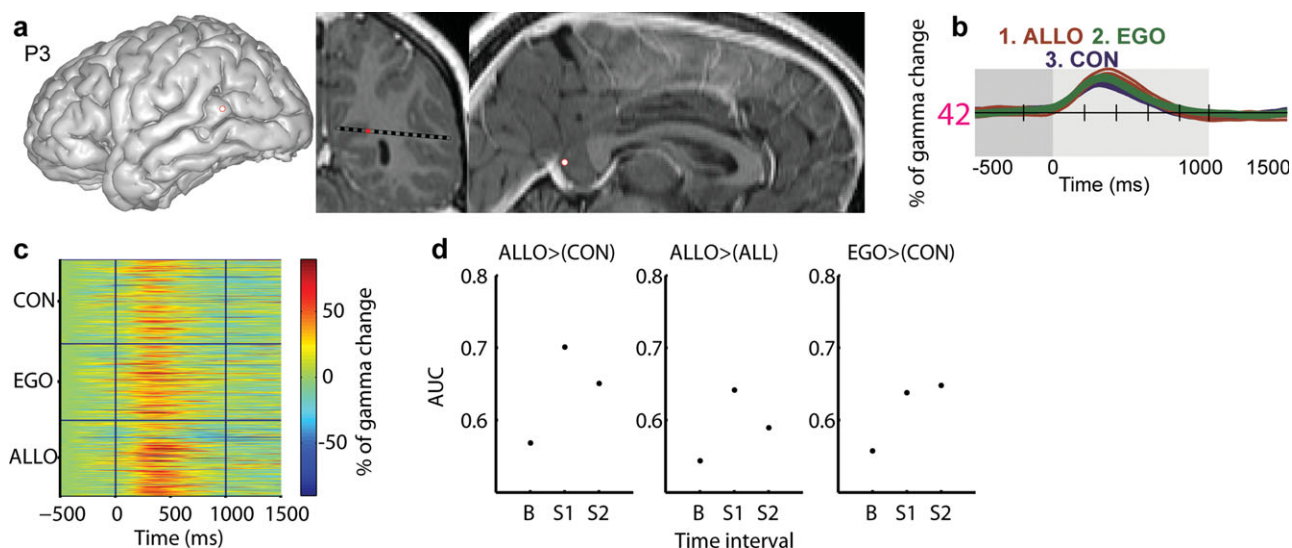 a
P3
b
1. ALLO 2. EGO
3. CON
42
% of gamma change
-500 0 1000 1500
Time (ms)
c
CON
EGO
ALLO
−500 0 500 1000 1500
Time (ms)
50
0
-50
% of gamma change
d
ALLO>(CON) ALLO>(ALL) EGO>(CON)
0.8 0.8 0.8
0.7 0.7 0.7
0.6 0.6 0.6
AUC
B S1 S2 B S1 S2 B S1 S2
Time interval